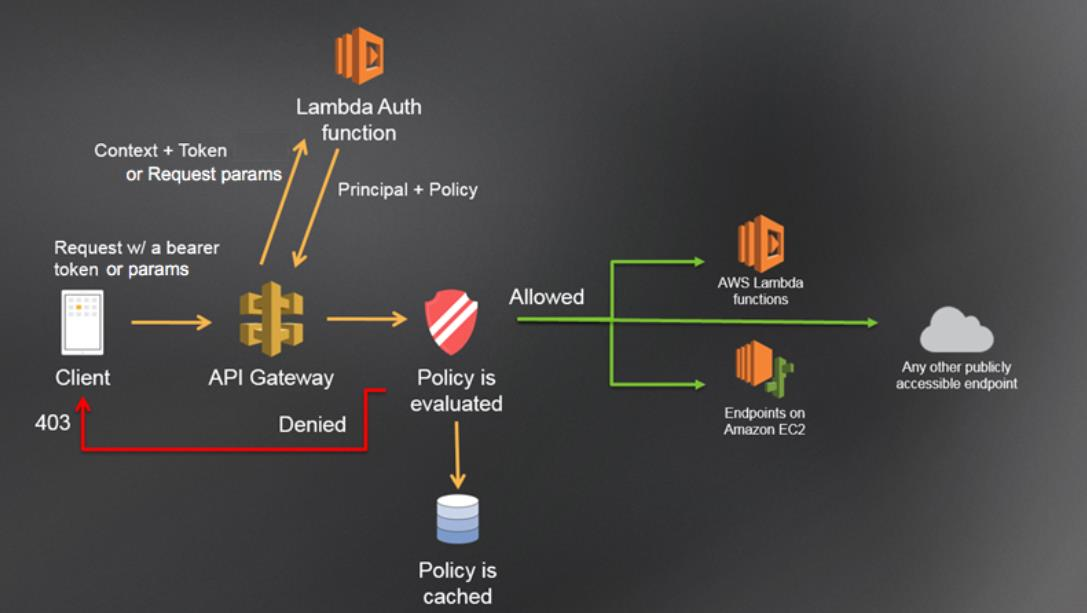 Lambda Auth
function
Context + Token
or Request params
Principal + Policy
Request w/ a bearer
token or params
Client
API Gateway
Policy is
evaluated
Allowed
AWS Lambda
functions
Any other publicly
accessible endpoint
Endpoints on
Amazon EC2
403
Denied
Policy is
cached